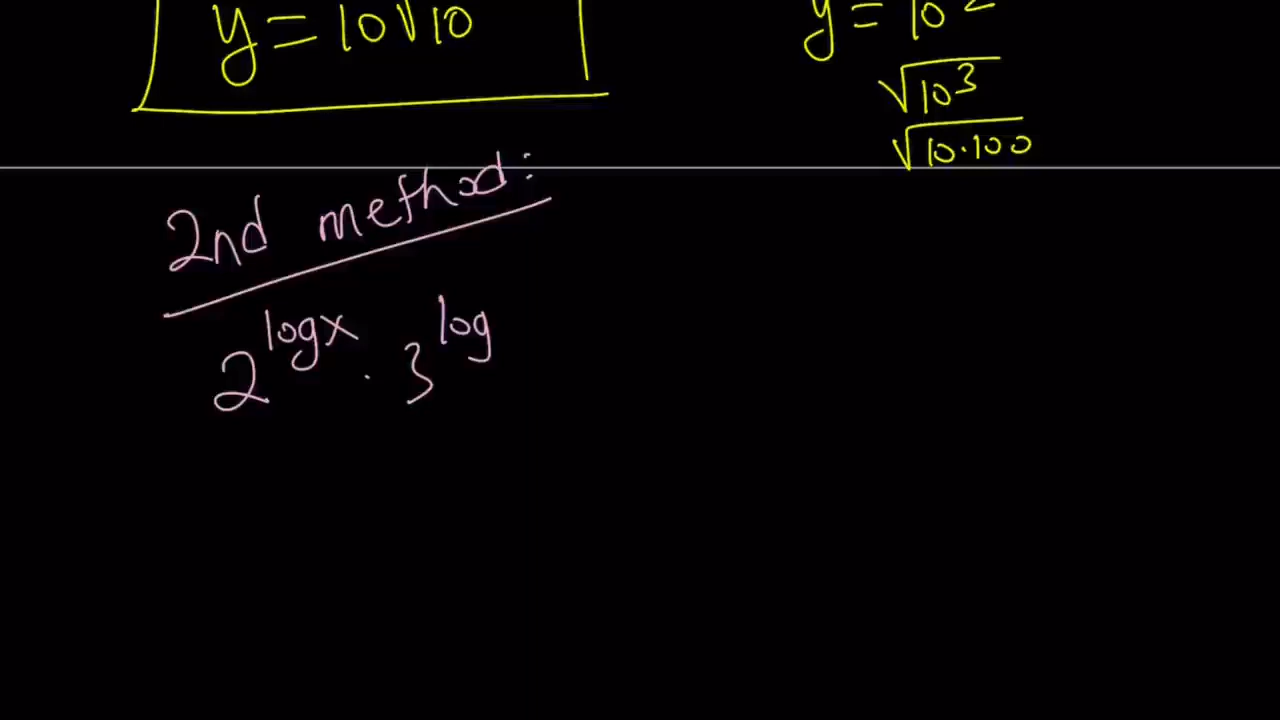 y = 10√10
y = 10
√10³
√10·100
2nd method:
2^logx · 3^log